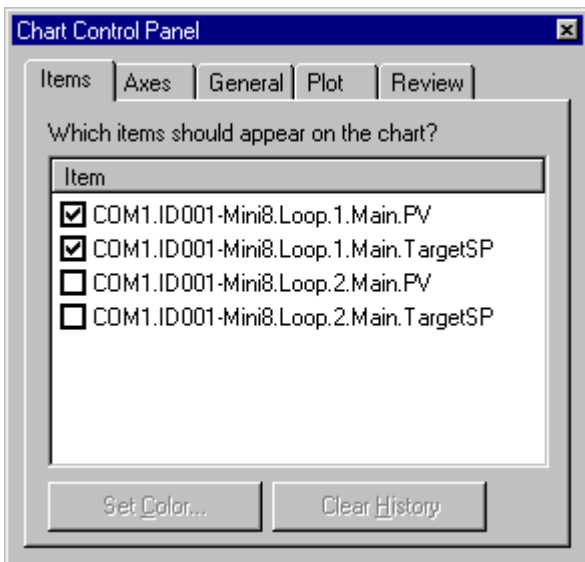 Chart Control Panel
Items Axes General Plot Review
Which items should appear on the chart?
Item
COM1.ID001-Mini8.Loop.1.Main.PV
COM1.ID001-Mini8.Loop.1.Main.TargetSP
COM1.ID001-Mini8.Loop.2.Main.PV
COM1.ID001-Mini8.Loop.2.Main.TargetSP
Set Color... Clear History